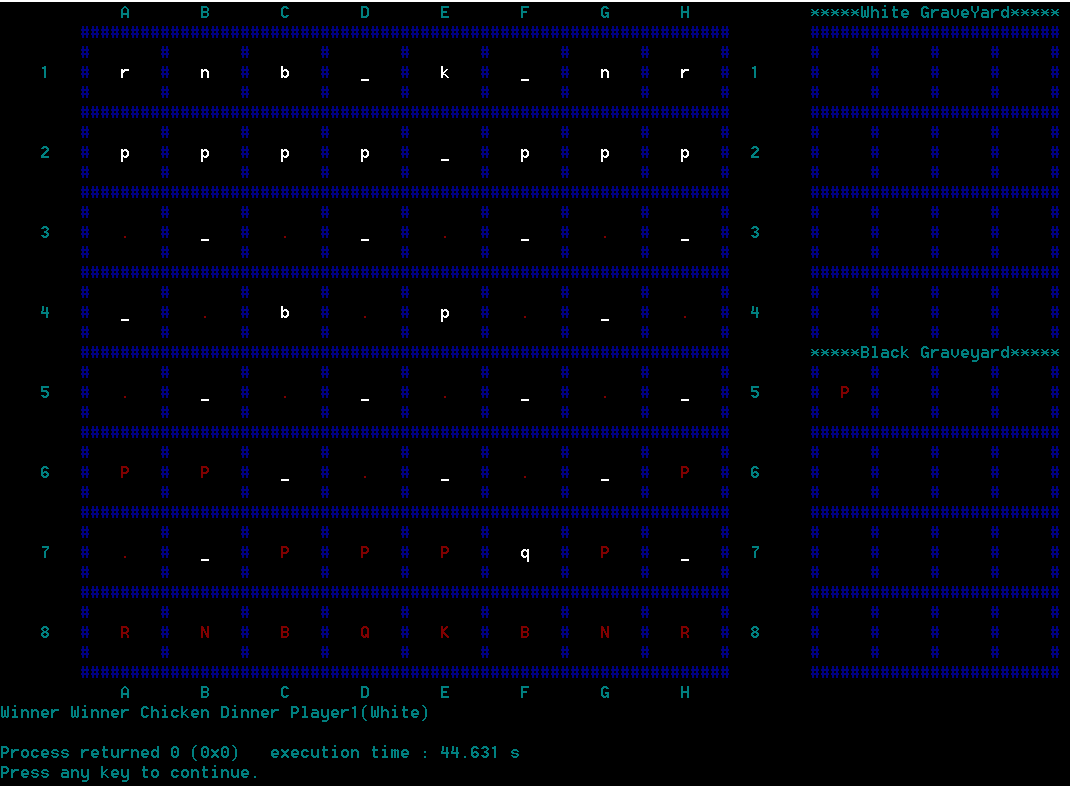 A B C D E F G H *****White GraveYard*****
1 r n b _ k _ n r 1
2 p p p p _ p p p 2
3 . _ . _ . _ . _ 3
4 _ . b . p . _ . 4
*****Black Graveyard*****
5 . _ . _ . _ . _ 5 P
6 P P _ . _ . _ P 6
7 . _ P P P q P _ 7
8 R N B Q K B N R 8
A B C D E F G H
Winner Winner Chicken Dinner Player1(White)
Process returned 0 (0x0) execution time : 44.631 s
Press any key to continue.